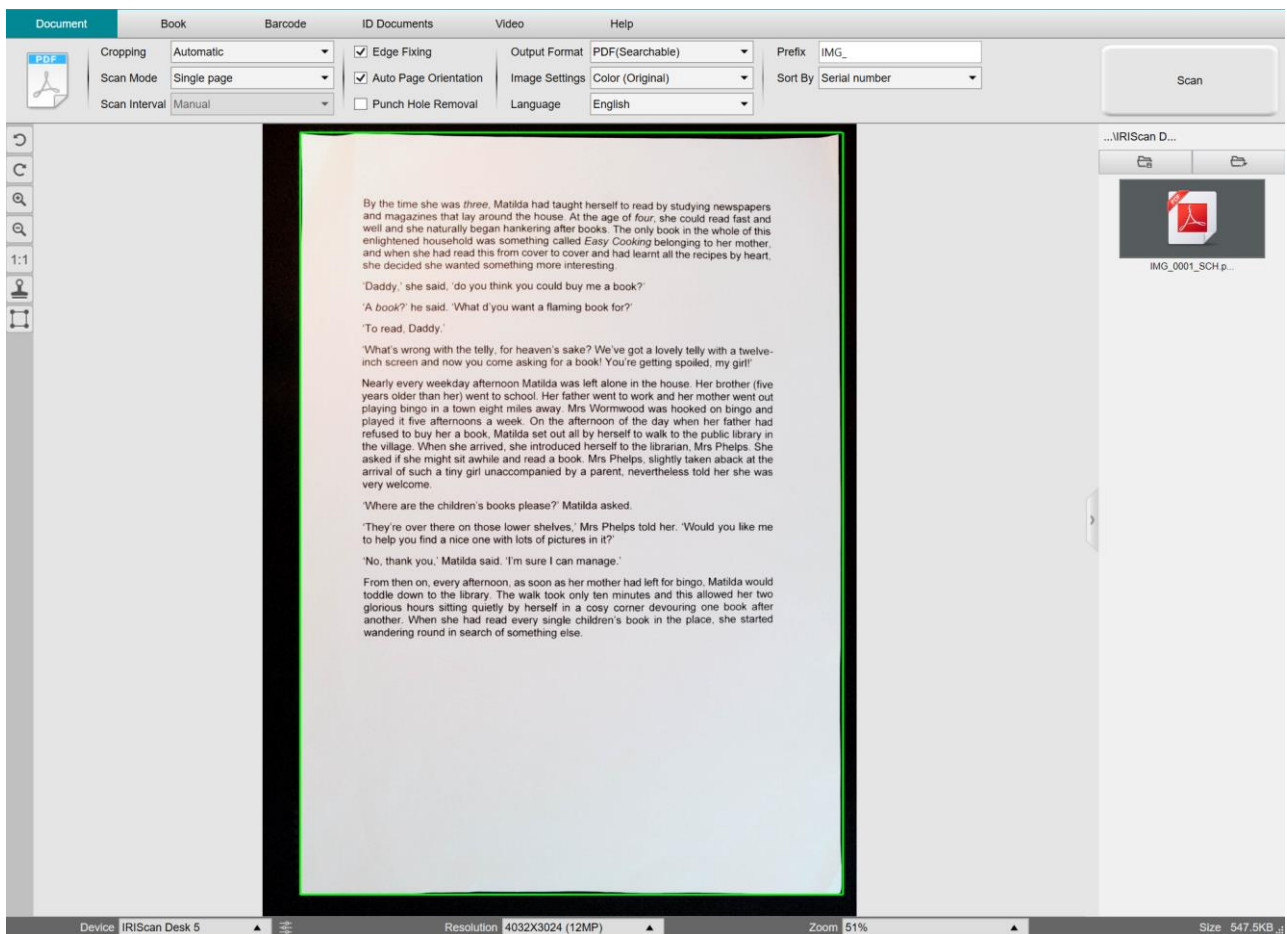 Document Book Barcode ID Documents Video Help
Cropping Automatic Edge Fixing Output Format PDF(Searchable) Prefix IMG_
Scan Mode Single page Auto Page Orientation Image Settings Color (Original) Sort By Serial number
Scan Interval Manual Punch Hole Removal Language English
Scan
PDF
1:1
By the time she was three, Matilda had taught herself to read by studying newspapers
and magazines that lay around the house. At the age of four, she could read fast and
well and she naturally began hankering after books. The only book in the whole of this
enlightened household was something called Easy Cooking belonging to her mother,
and when she had read this from cover to cover and had learnt all the recipes by heart,
she decided she wanted something more interesting.
'Daddy,' she said, 'do you think you could buy me a book?'
'A book?' he said. 'What d'you want a flaming book for?'
'To read, Daddy.'
'What's wrong with the telly, for heaven's sake? We've got a lovely telly with a twelve-
inch screen and now you come asking for a book! You're getting spoiled, my girl!'
Nearly every weekday afternoon Matilda was left alone in the house. Her brother (five
years older than her) went to school. Her father went to work and her mother went out
playing bingo in a town eight miles away. Mrs Wormwood was hooked on bingo and
played it five afternoons a week. On the afternoon of the day when her father had
refused to buy her a book, Matilda set out all by herself to walk to the public library in
the village. When she arrived, she introduced herself to the librarian, Mrs Phelps. She
asked if she might sit awhile and read a book. Mrs Phelps, slightly taken aback at the
arrival of such a tiny girl unaccompanied by a parent, nevertheless told her she was
very welcome.
'Where are the children's books please?' Matilda asked.
'They're over there on those lower shelves,' Mrs Phelps told her. 'Would you like me
to help you find a nice one with lots of pictures in it?'
'No, thank you,' Matilda said. 'I'm sure I can manage.'
From then on, every afternoon, as soon as her mother had left for bingo, Matilda would
toddle down to the library. The walk took only ten minutes and this allowed her two
glorious hours sitting quietly by herself in a cosy corner devouring one book after
another. When she had read every single children's book in the place, she started
wandering round in search of something else.
...\IRIScan D...
PDF
IMG_0001_SCH.p...
Device IRIScan Desk 5 Resolution 4032X3024 (12MP) Zoom 51% Size 547.5KB